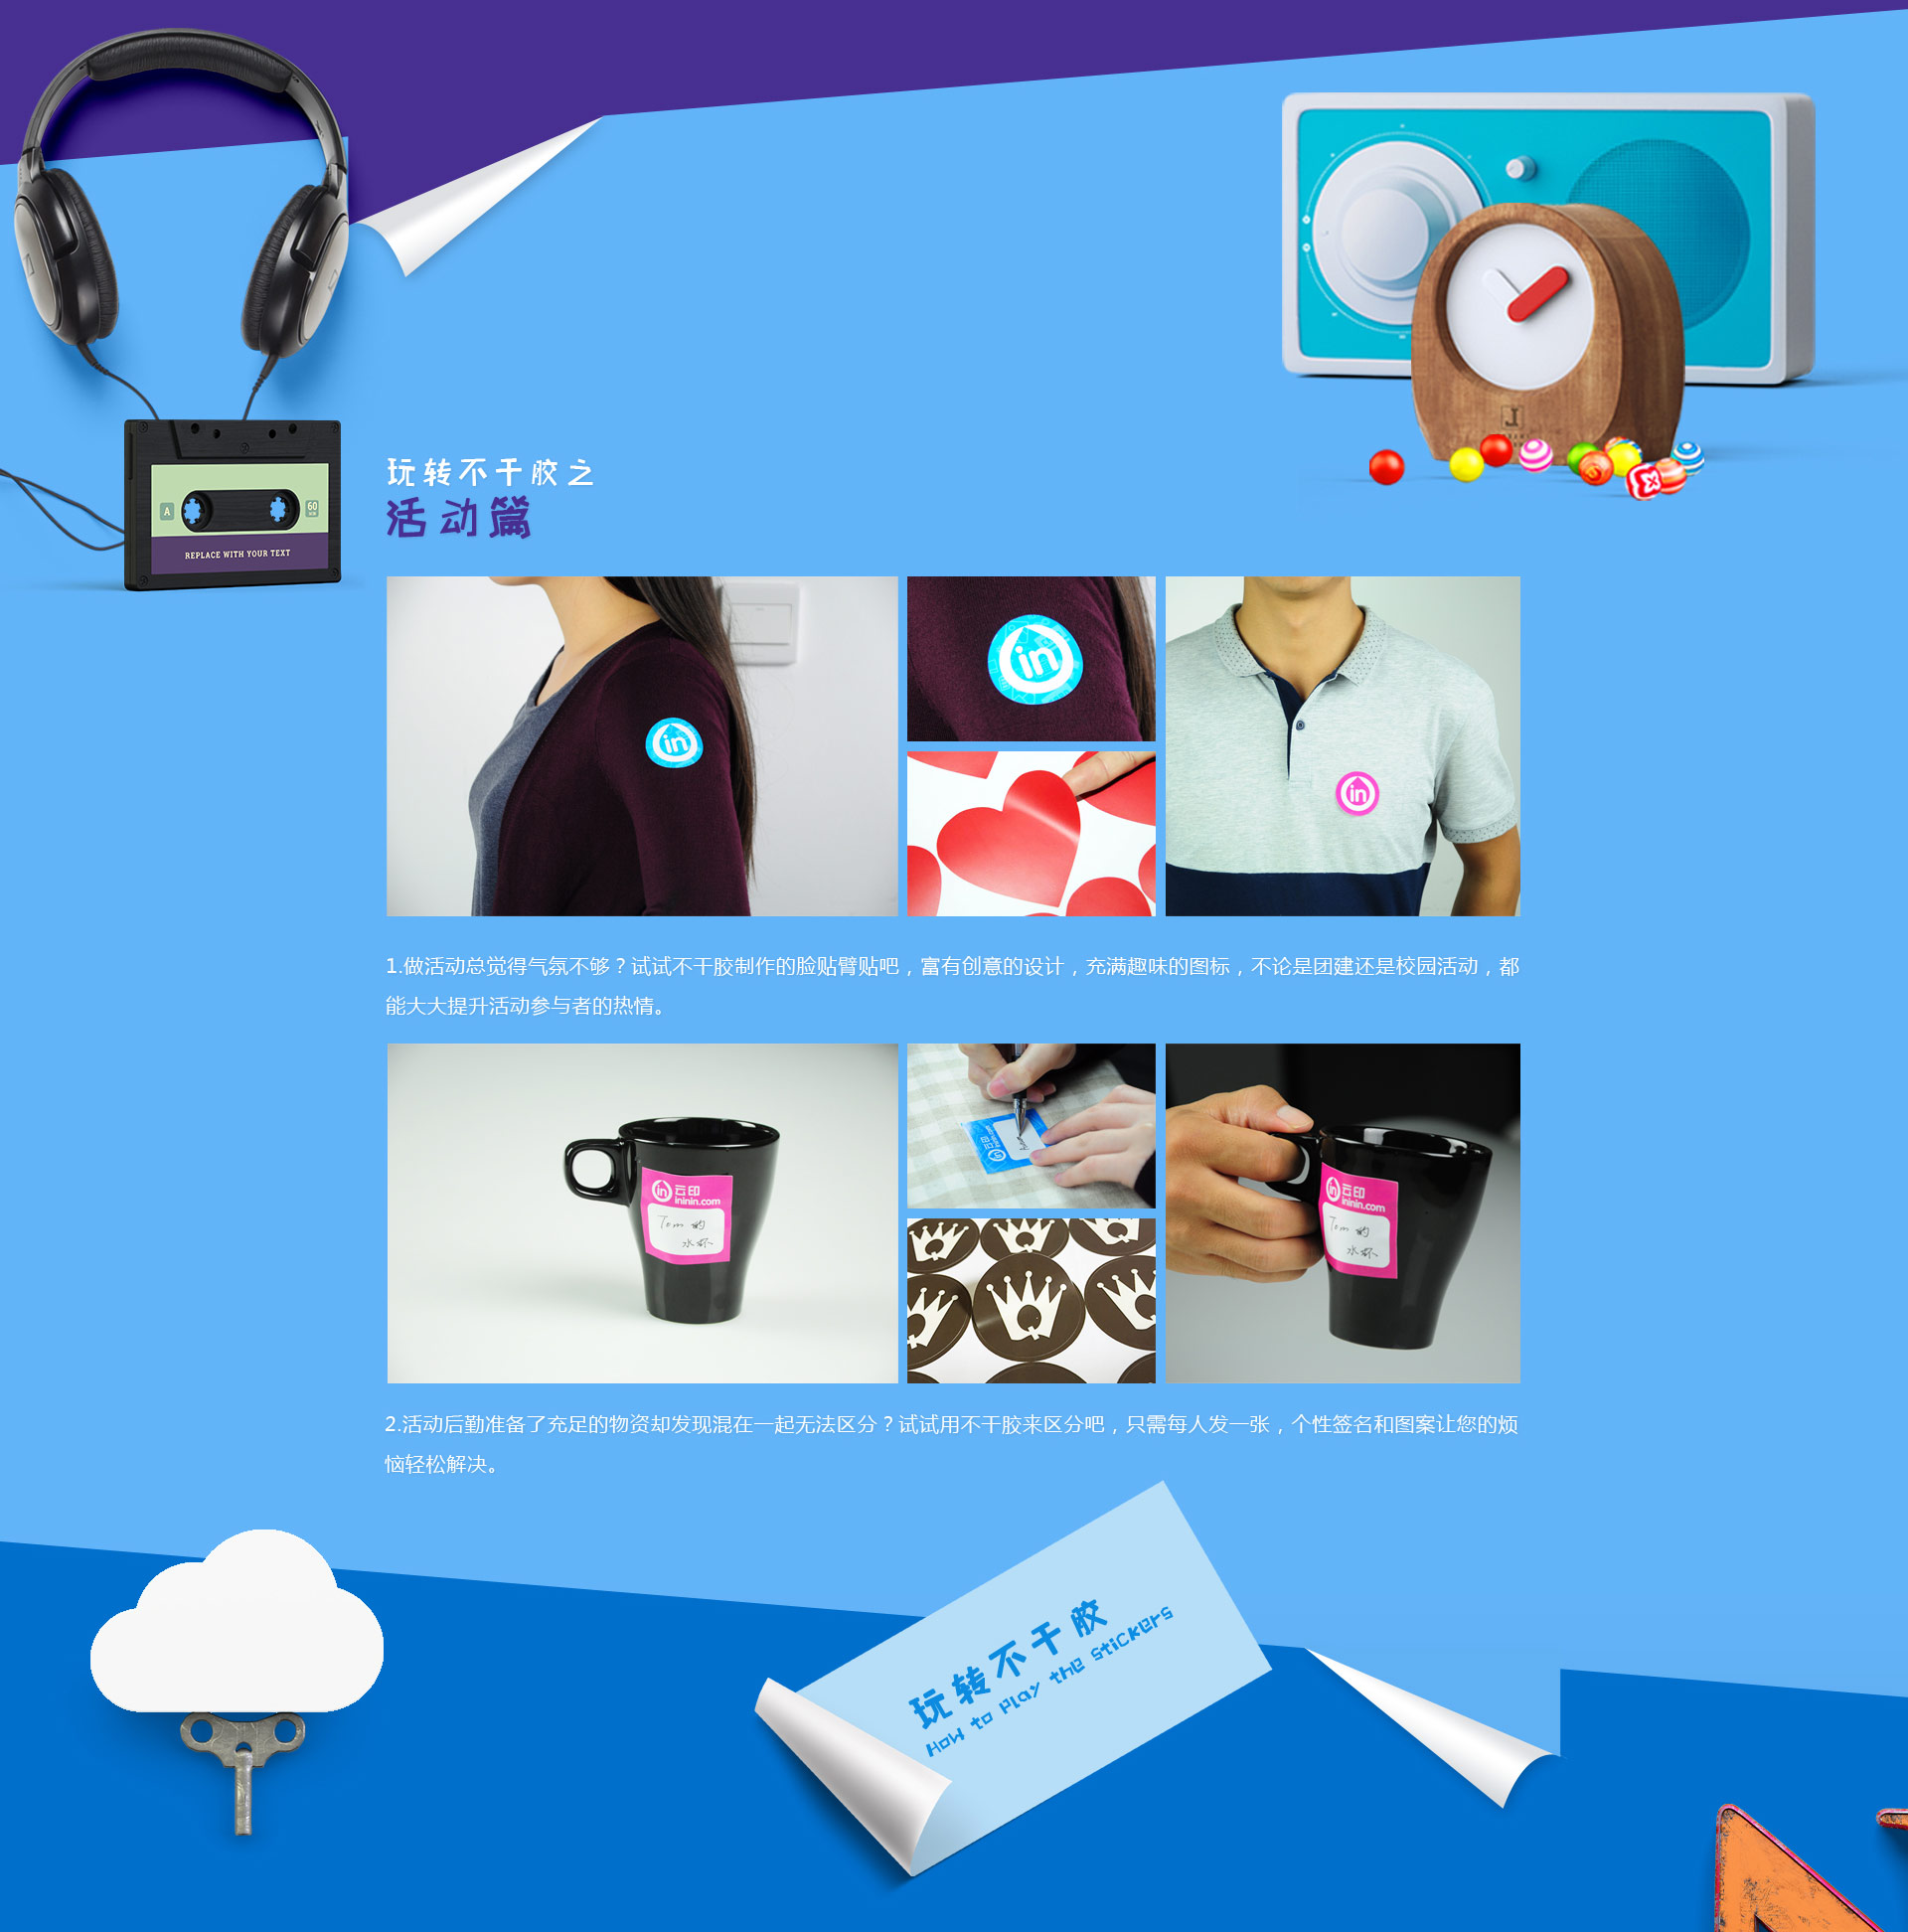 玩转不干胶之
活动篇
A
60
REPLACE WITH YOUR TEXT
J
in
in
in
1.做活动总觉得气氛不够？试试不干胶制作的脸贴臂贴吧，富有创意的设计，充满趣味的图标，不论是团建还是校园活动，都
能大大提升活动参与者的热情。
in 云印
ininin.com
Tom 的
水杯
in 云印
in 云印
ininin.com
Tom 的
水杯
2.活动后勤准备了充足的物资却发现混在一起无法区分？试试用不干胶来区分吧，只需每人发一张，个性签名和图案让您的烦
恼轻松解决。
玩转不干胶
How to play the stickers